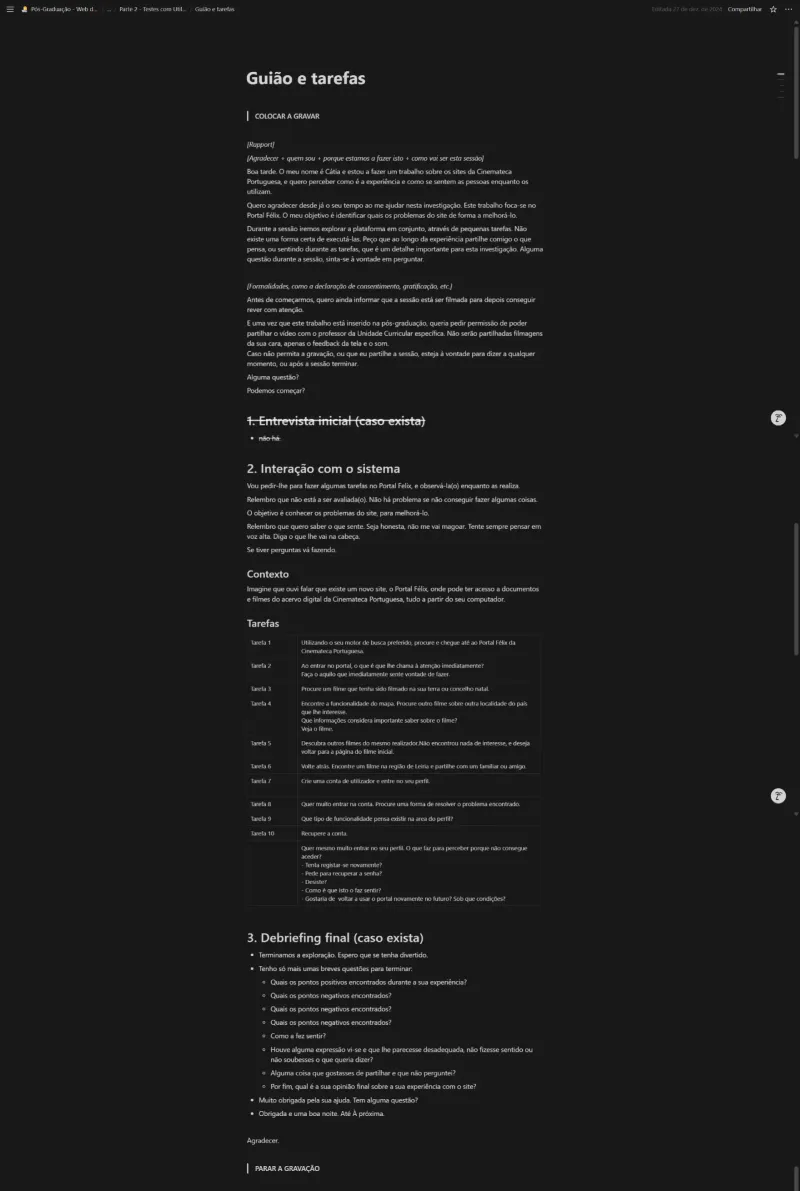 Pós-Graduação - Web d...
...
Parte 2 - Testes com Util...
Guião e tarefas
Editada 27 de dez. de 2024
Compartilhar
Guião e tarefas
COLOCAR A GRAVAR
[Rapport]
[Agradecer + quem sou + porque estamos a fazer isto + como vai ser esta sessão]
Boa tarde. O meu nome é Cátia e estou a fazer um trabalho sobre os sites da Cinemateca
Portuguesa, e quero perceber como é a experiência e como se sentem as pessoas enquanto os
utilizam.
Quero agradecer desde já o seu tempo ao me ajudar nesta investigação. Este trabalho foca-se no
Portal Félix. O meu objetivo é identificar quais os problemas do site de forma a melhorá-lo.
Durante a sessão iremos explorar a plataforma em conjunto, através de pequenas tarefas. Não
existe uma forma certa de executá-las. Peço que ao longo da experiência partilhe comigo o que
pensa, ou sentindo durante as tarefas, que é um detalhe importante para esta investigação. Alguma
questão durante a sessão, sinta-se à vontade em perguntar.
[Formalidades, como a declaração de consentimento, gratificação, etc.]
Antes de começarmos, quero ainda informar que a sessão está ser filmada para depois conseguir
rever com atenção.
E uma vez que este trabalho está inserido na pós-graduação, queria pedir permissão de poder
partilhar o vídeo com o professor da Unidade Curricular específica. Não serão partilhadas filmagens
da sua cara, apenas o feedback da tela e o som.
Caso não permita a gravação, ou que eu partilhe a sessão, esteja à vontade para dizer a qualquer
momento, ou após a sessão terminar.
Alguma questão?
Podemos começar?
1. Entrevista inicial (caso exista)
não há.
2. Interação com o sistema
Vou pedir-lhe para fazer algumas tarefas no Portal Felix, e observá-la(o) enquanto as realiza.
Relembro que não está a ser avaliada(o). Não há problema se não conseguir fazer algumas coisas.
O objetivo é conhecer os problemas do site, para melhorá-lo.
Relembro que quero saber o que sente. Seja honesta, não me vai magoar. Tente sempre pensar em
voz alta. Diga o que lhe vai na cabeça.
Se tiver perguntas vá fazendo.
Contexto
Imagine que ouvi falar que existe um novo site, o Portal Félix, onde pode ter acesso a documentos
e filmes do acervo digital da Cinemateca Portuguesa, tudo a partir do seu computador.
Tarefas
Tarefa 1
Utilizando o seu motor de busca preferido, procure e chegue até ao Portal Félix da
Cinemateca Portuguesa.
Tarefa 2
Ao entrar no portal, o que é que lhe chama à atenção imediatamente?
Faça o aquilo que imediatamente sente vontade de fazer.
Tarefa 3
Procure um filme que tenha sido filmado na sua terra ou concelho natal.
Tarefa 4
Encontre a funcionalidade do mapa. Procure outro filme sobre outra localidade do país
que lhe interesse.
Que informações considera importante saber sobre o filme?
Veja o filme.
Tarefa 5
Descubra outros filmes do mesmo realizador.Não encontrou nada de interesse, e deseja
voltar para a página do filme inicial.
Tarefa 6
Volte atrás. Encontre um filme na região de Leiria e partilhe com um familiar ou amigo.
Tarefa 7
Crie uma conta de utilizador e entre no seu perfil.
Tarefa 8
Quer muito entrar na conta. Procure uma forma de resolver o problema encontrado.
Tarefa 9
Que tipo de funcionalidade pensa existir na area do perfil?
Tarefa 10
Recupere a conta.
Quer mesmo muito entrar no seu perfil. O que faz para perceber porque não consegue
aceder?
- Tenta registar-se novamente?
- Pede para recuperar a senha?
- Desiste?
- Como é que isto o faz sentir?
- Gostaria de voltar a usar o portal novamente no futuro? Sob que condições?
3. Debriefing final (caso exista)
Terminamos a exploração. Espero que se tenha divertido.
Tenho só mais umas breves questões para terminar:
Quais os pontos positivos encontrados durante a sua experiência?
Quais os pontos negativos encontrados?
Quais os pontos negativos encontrados?
Quais os pontos negativos encontrados?
Como a fez sentir?
Houve alguma expressão vi-se e que lhe parecesse desadequada, não fizesse sentido ou
não soubesses o que queria dizer?
Alguma coisa que gostasses de partilhar e que não perguntei?
Por fim, qual é a sua opinião final sobre a sua experiência com o site?
Muito obrigada pela sua ajuda. Tem alguma questão?
Obrigada e uma boa noite. Até À próxima.
Agradecer.
PARAR A GRAVAÇÃO